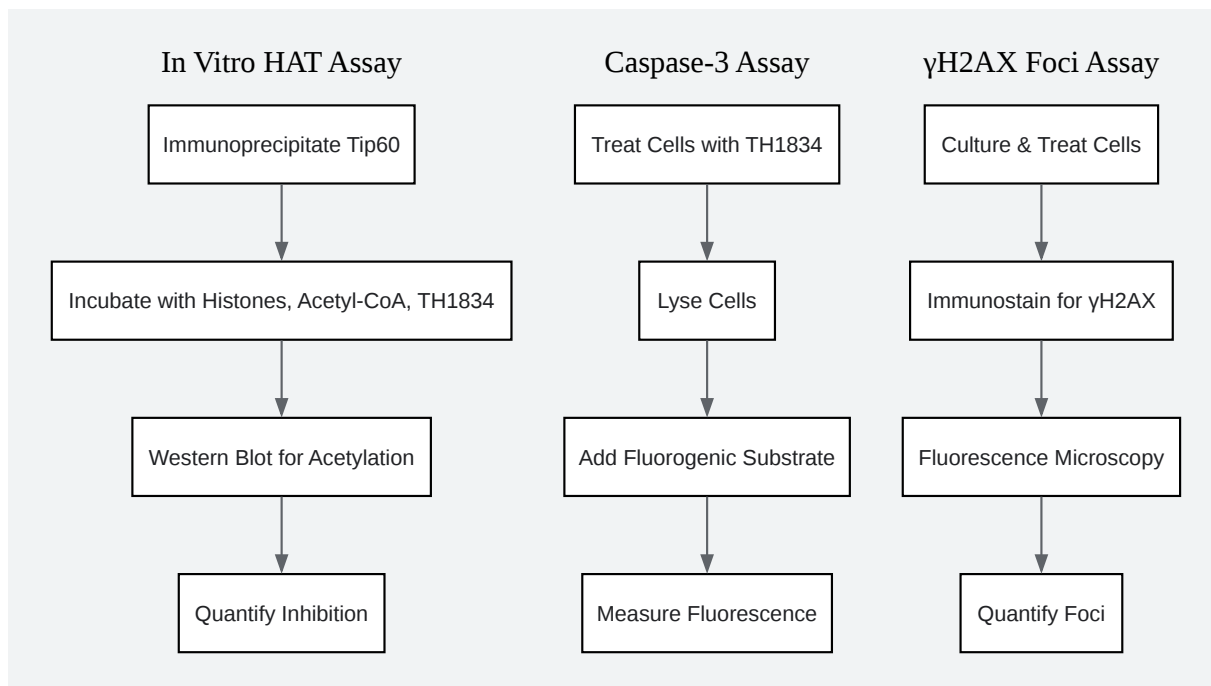 In Vitro HAT Assay
Immunoprecipitate Tip60
Incubate with Histones, Acetyl-CoA, TH1834
Western Blot for Acetylation
Quantify Inhibition
Caspase-3 Assay
Treat Cells with TH1834
Lyse Cells
Add Fluorogenic Substrate
Measure Fluorescence
γH2AX Foci Assay
Culture & Treat Cells
Immunostain for γH2AX
Fluorescence Microscopy
Quantify Foci